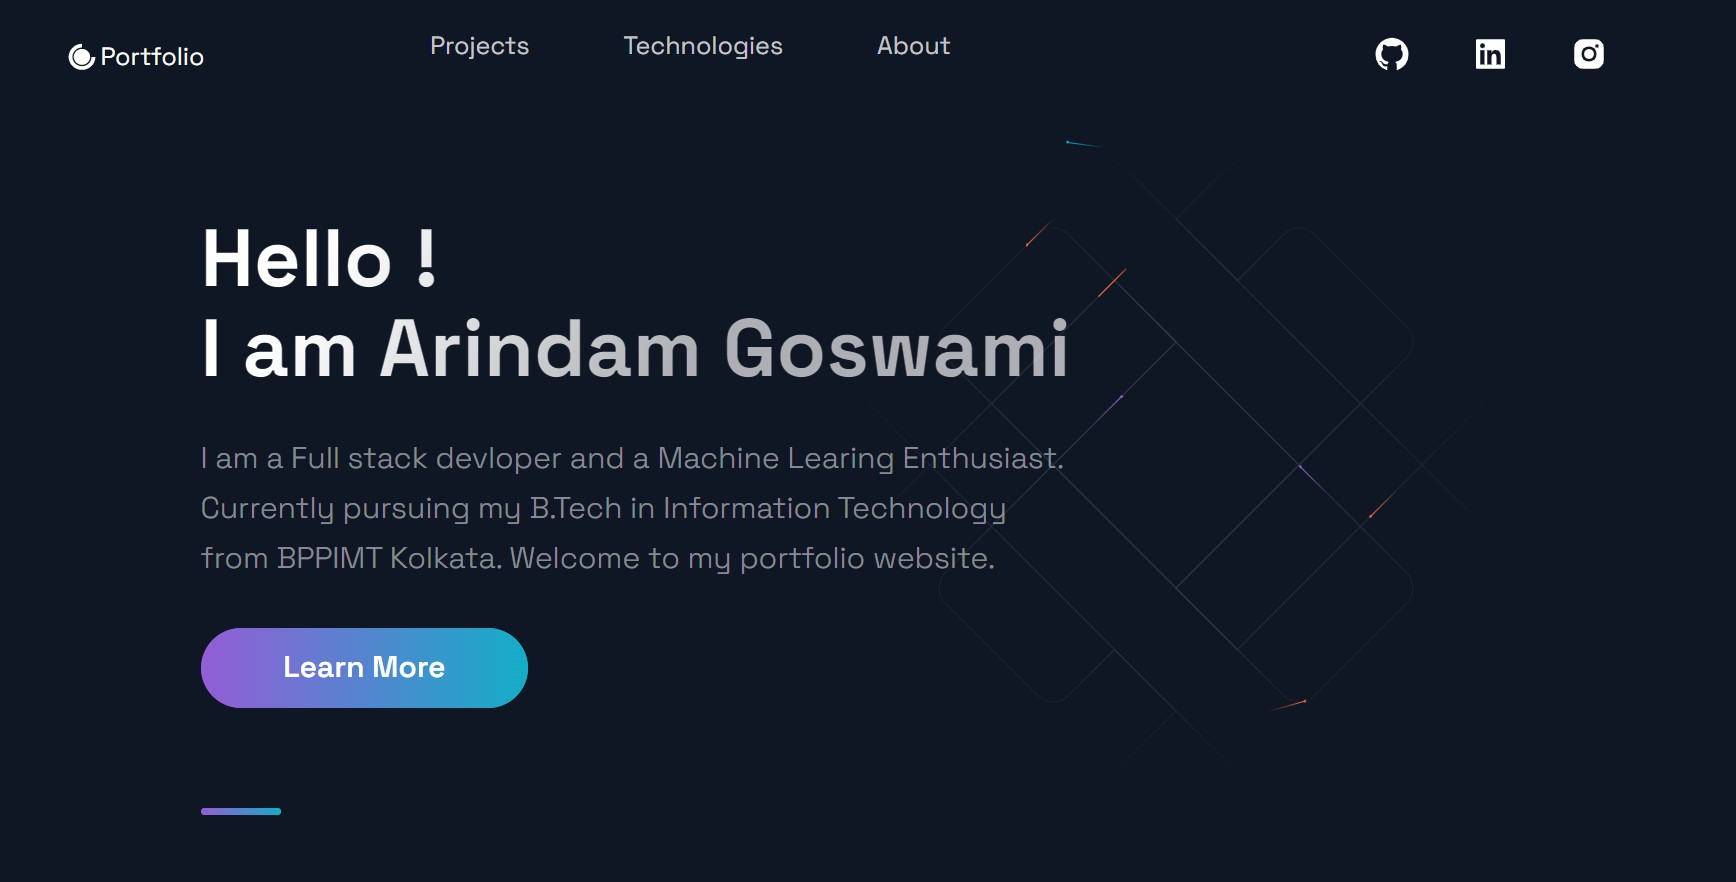 Portfolio
Projects
Technologies
About
Hello !
I am Arindam Goswami
I am a Full stack devloper and a Machine Learing Enthusiast.
Currently pursuing my B.Tech in Information Technology
from BPPIMT Kolkata. Welcome to my portfolio website.
Learn More